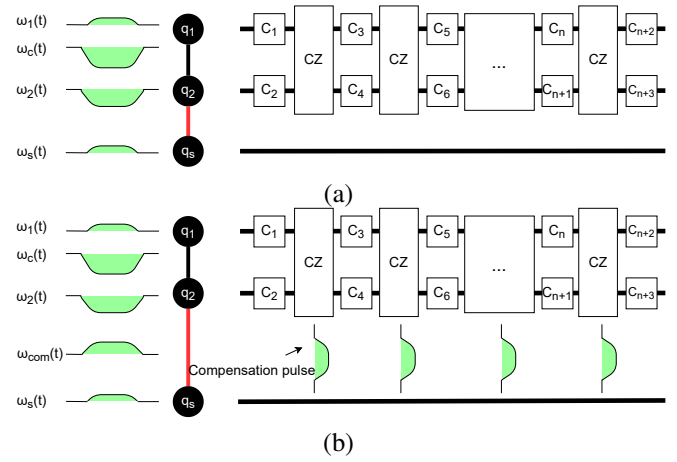 ω1(t) q1 C1 CZ C3 CZ C5 ... Cn CZ Cn+2
ωc(t)
ω2(t) q2 C2 C4 C6 Cn+1 Cn+3
ωs(t) qs
(a)
ω1(t) q1 C1 CZ C3 CZ C5 ... Cn CZ Cn+2
ωc(t)
ω2(t) q2 C2 C4 C6 Cn+1 Cn+3
ωcom(t)
Compensation pulse
ωs(t) qs
(b)